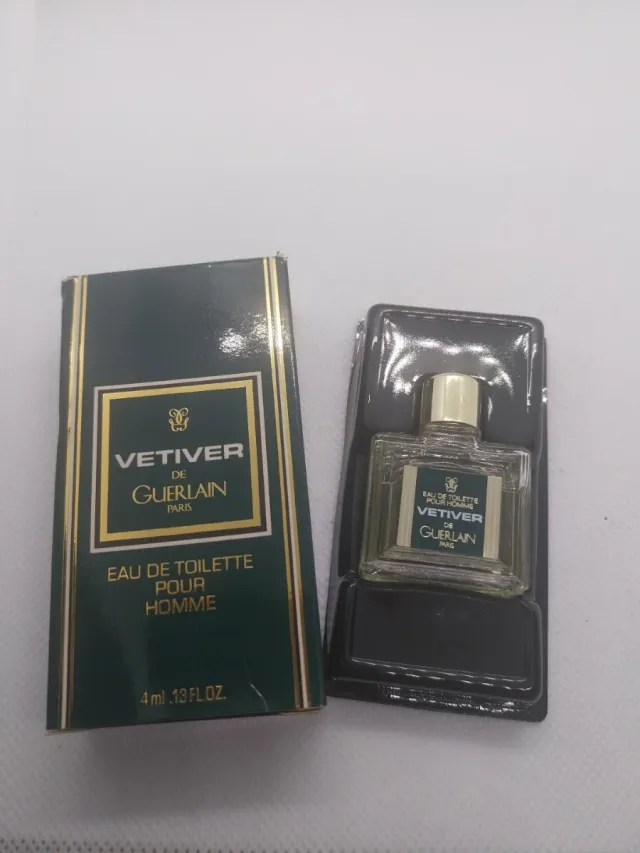 VETIVER
DE
GUERLAIN
PARIS
EAU DE TOILETTE
POUR
HOMME
4 ml .13 FL.OZ.
EAU DE TOILETTE
POUR HOMME
VETIVER
DE
GUERLAIN
PARIS